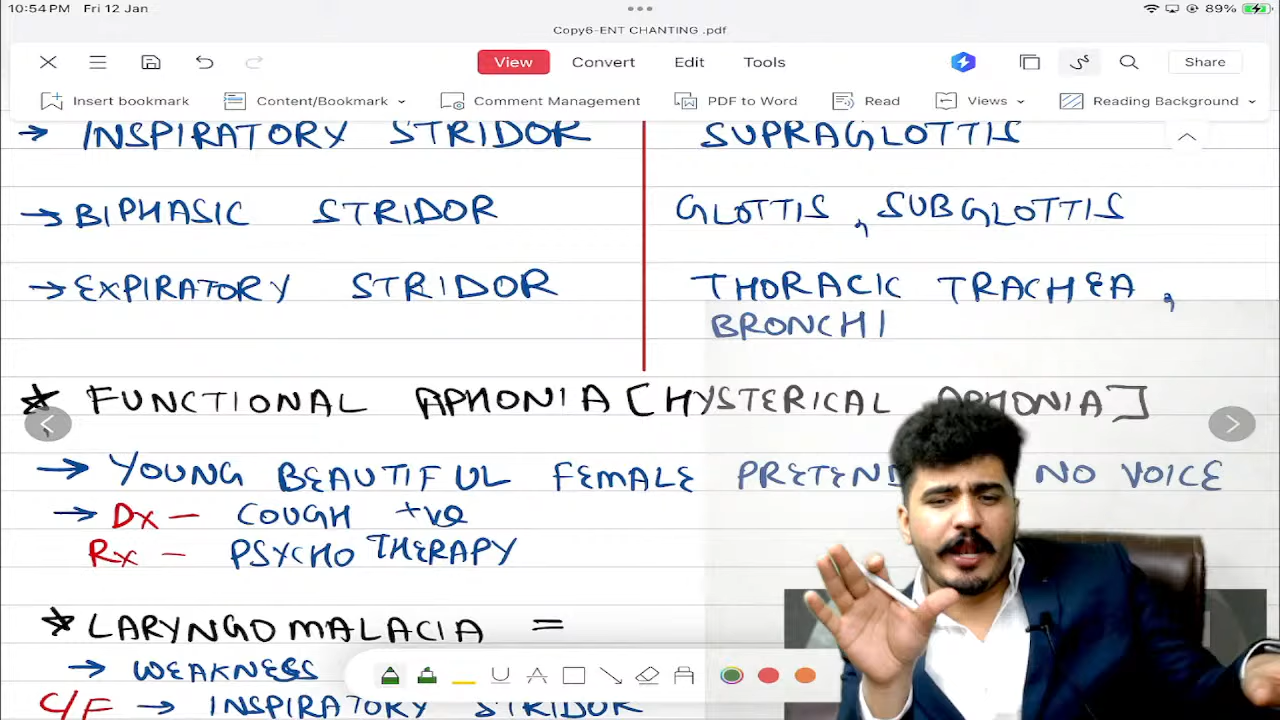 10:54 PM Fri 12 Jan
89%
Copy6-ENT CHANTING .pdf
View Convert Edit Tools
Share
Insert bookmark Content/Bookmark Comment Management PDF to Word Read Views Reading Background
→ INSPIRATORY STRIDOR SUPRAGLOTTIS
→ BIPHASIC STRIDOR GLOTTIS, SUBGLOTTIS
→ EXPIRATORY STRIDOR THORACIC TRACHEA,
BRONCHI
* FUNCTIONAL APHONIA [HYSTERICAL APHONIA]
→ YOUNG BEAUTIFUL FEMALE PRETEND NO VOICE
→ Dx - COUGH +ve
Rx - PSYCHO THERAPY
* LARYNGOMALACIA =
→ WEAKNESS
C/F → INSPIRATORY STRIDOR